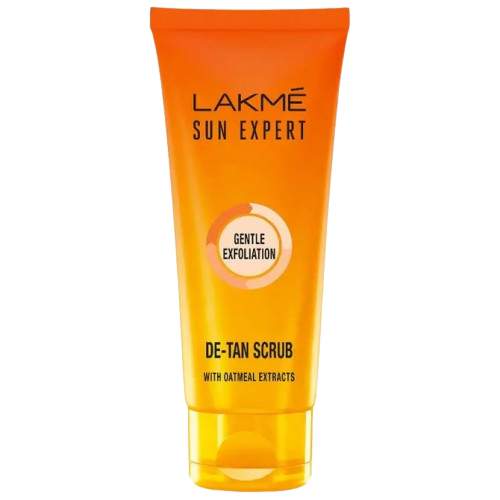 LAKMÉ
SUN EXPERT
GENTLE
EXFOLIATION
DE-TAN SCRUB
WITH OATMEAL EXTRACTS